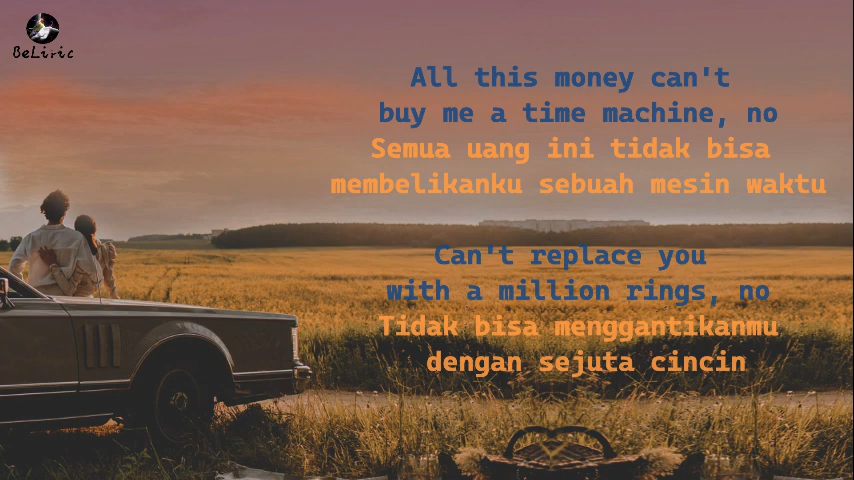 BeLiric
All this money can't
buy me a time machine, no
Semua uang ini tidak bisa
membelikanku sebuah mesin waktu
Can't replace you
with a million rings, no
Tidak bisa menggantikanmu
dengan sejuta cincin